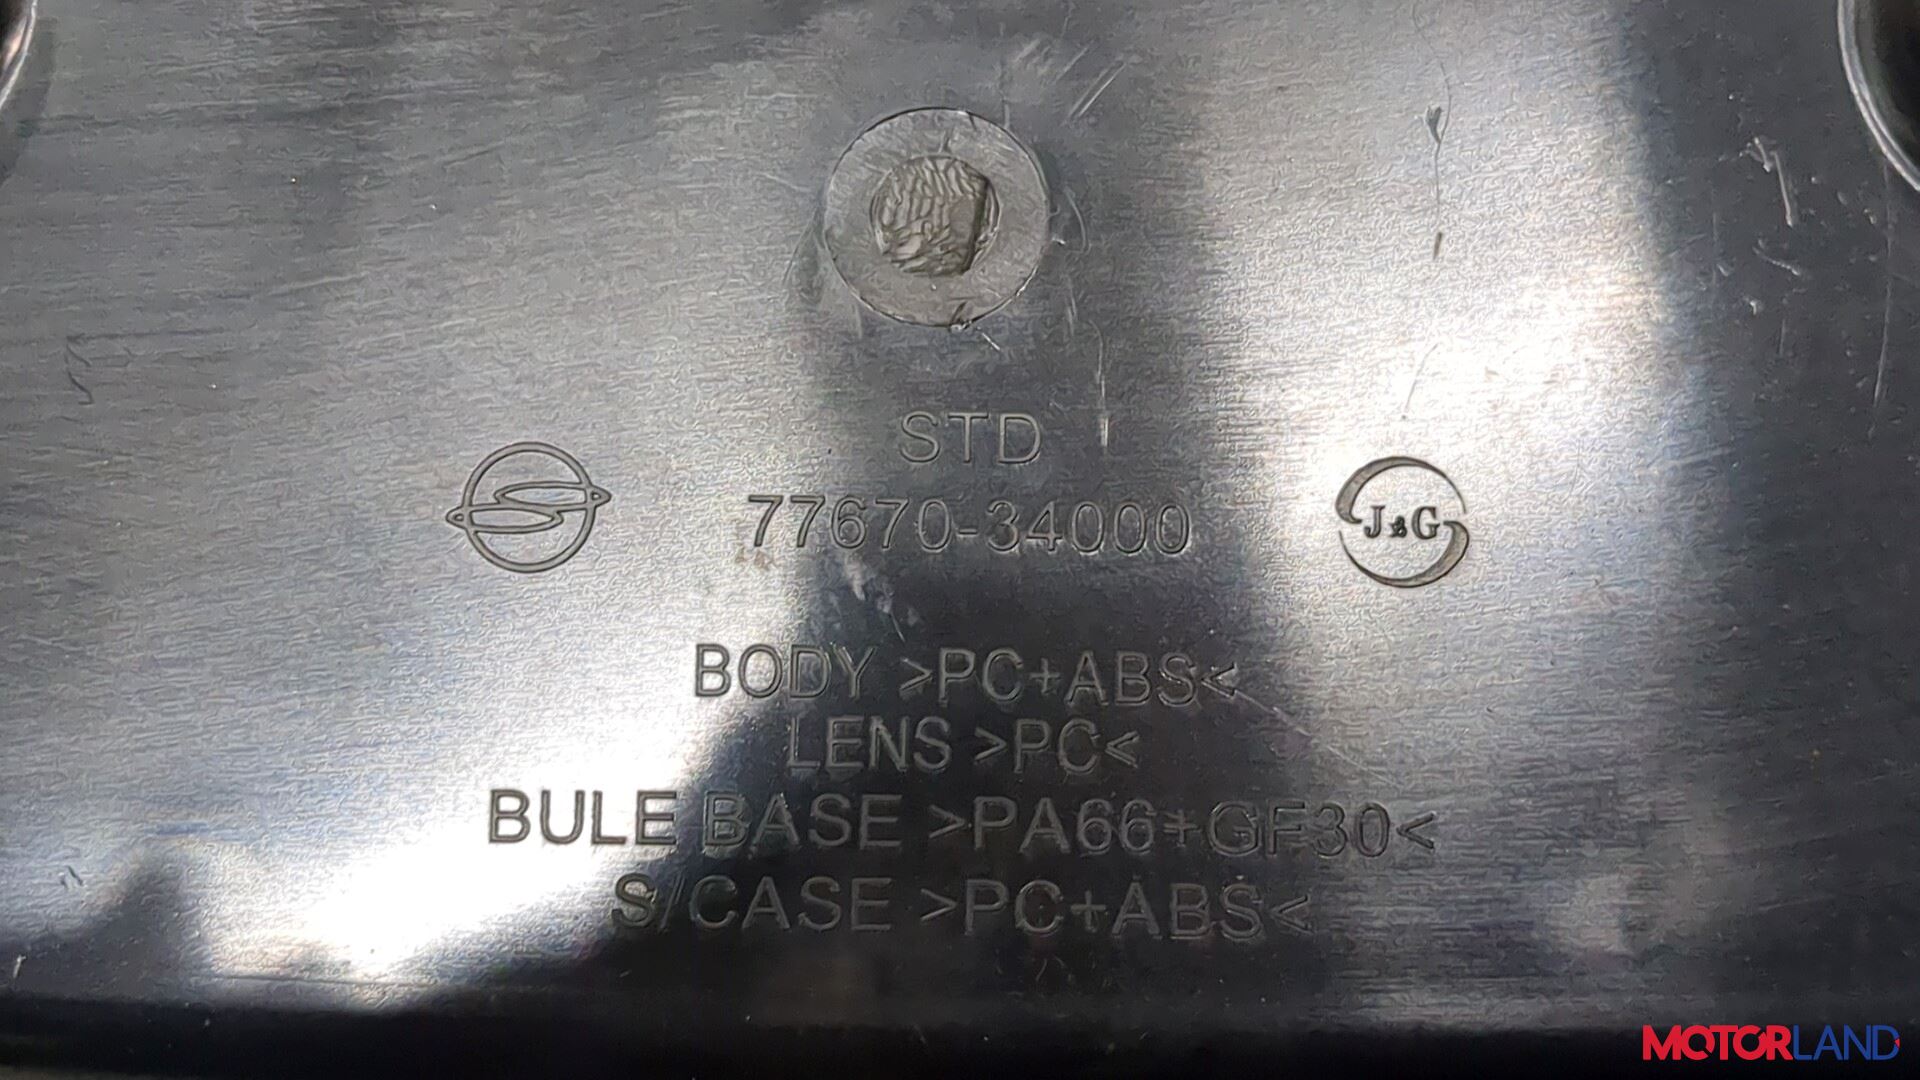 STD
77670-34000
J&G
BODY >PC+ABS<
LENS >PC<
BULE BASE >PA66+GF30<
S/CASE >PC+ABS<
MOTORLAND